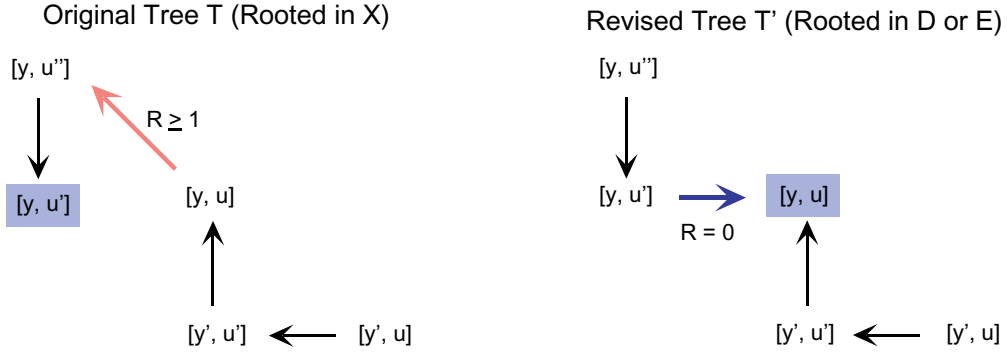 Original Tree T (Rooted in X)
[y, u’’]
R ≥ 1
[y, u’]
[y, u]
[y’, u’]
[y’, u]
Revised Tree T’ (Rooted in D or E)
[y, u’’]
[y, u’]
[y, u]
R = 0
[y’, u’]
[y’, u]